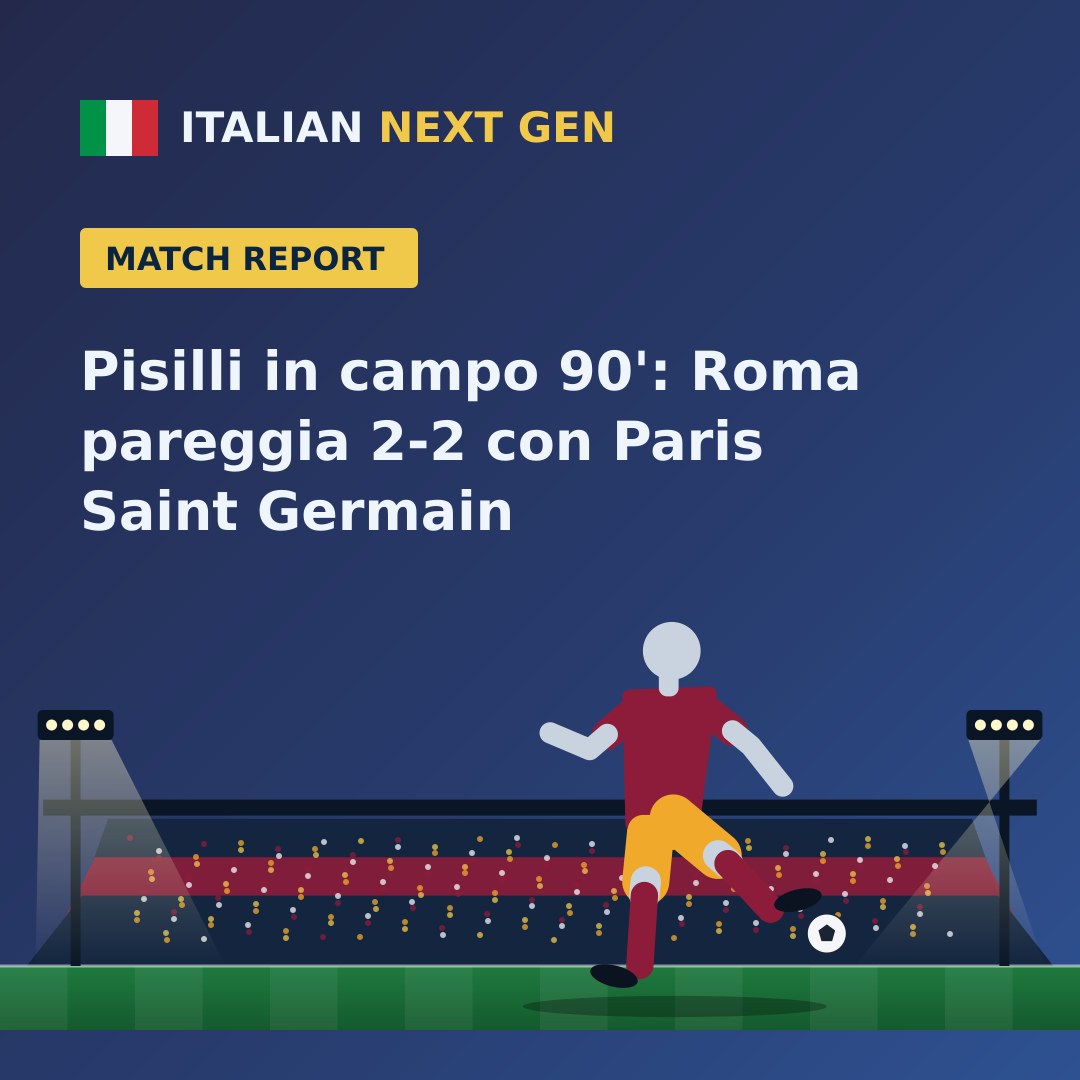 ITALIAN NEXT GEN
MATCH REPORT
Pisilli in campo 90': Roma
pareggia 2-2 con Paris
Saint Germain